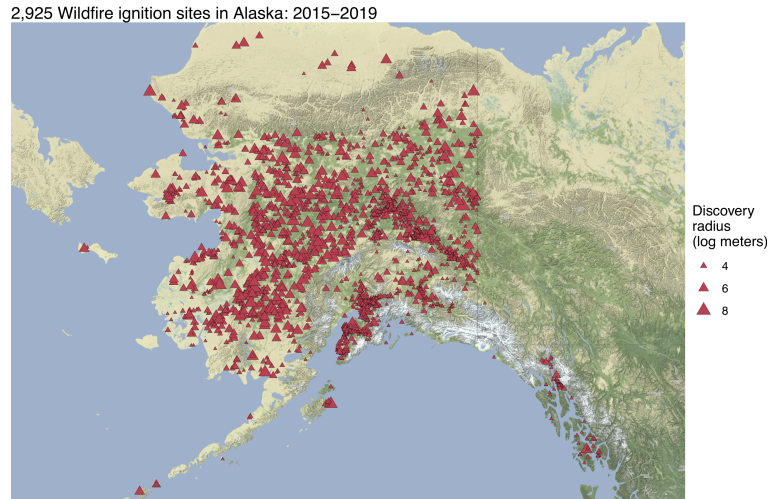 2,925 Wildfire ignition sites in Alaska: 2015–2019
Discovery
radius
(log meters)
4
6
8